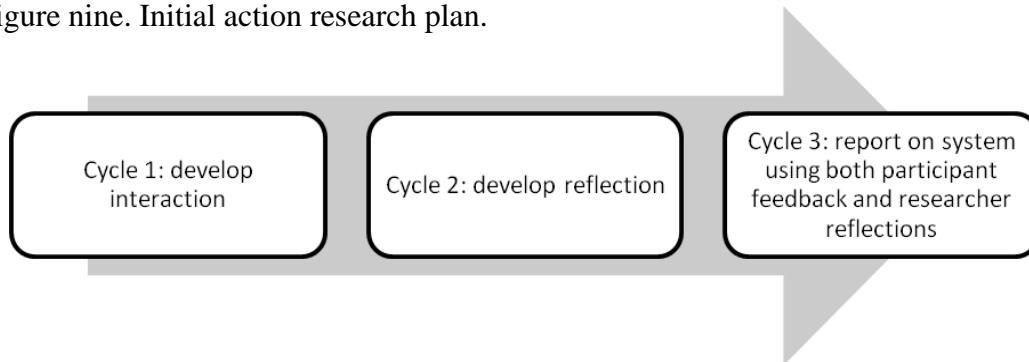 igure nine. Initial action research plan.
Cycle 1: develop
interaction
Cycle 2: develop reflection
Cycle 3: report on system
using both participant
feedback and researcher
reflections